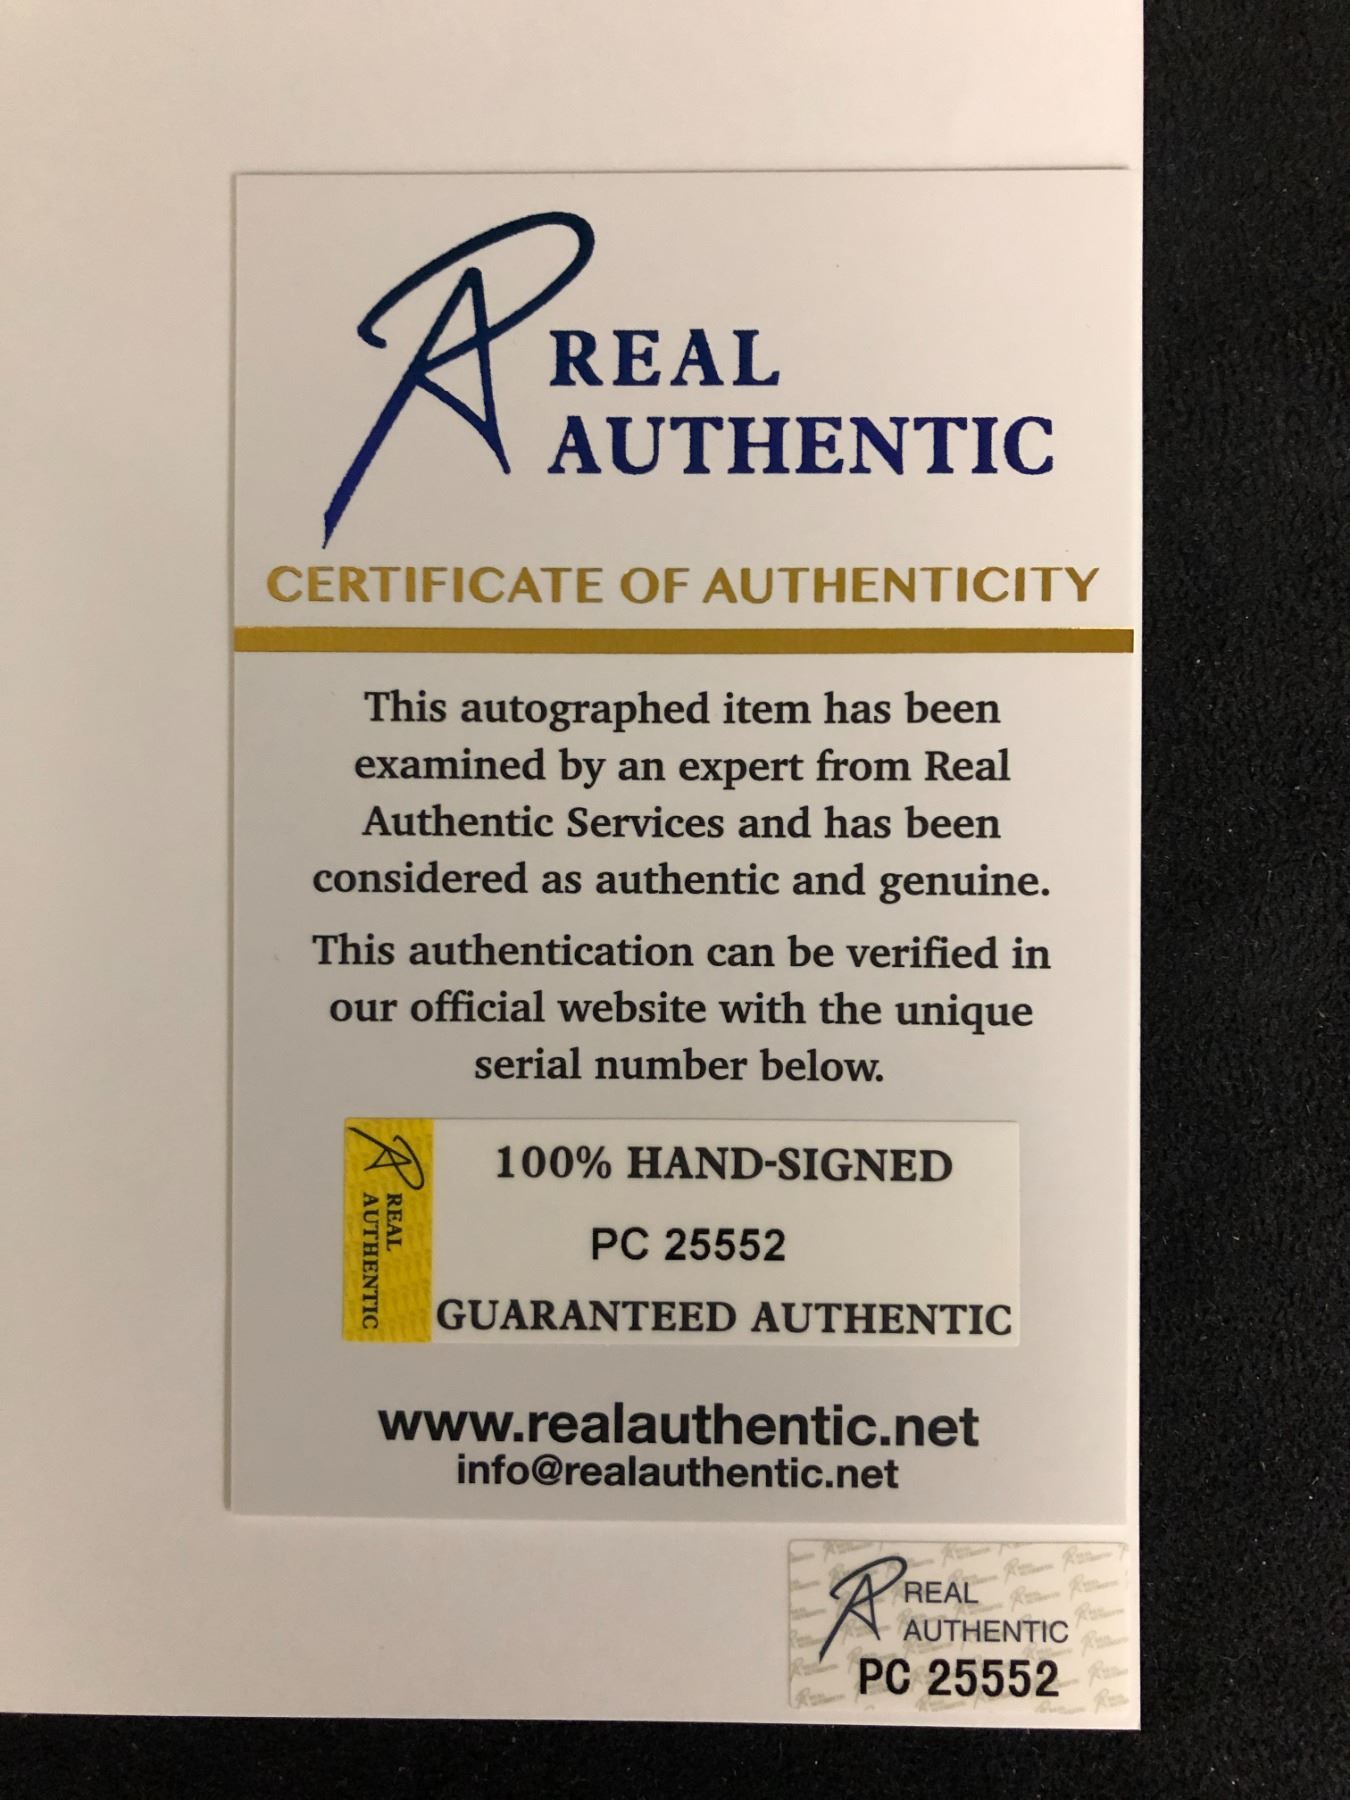 REAL
AUTHENTIC
CERTIFICATE OF AUTHENTICITY
This autographed item has been
examined by an expert from Real
Authentic Services and has been
considered as authentic and genuine.
This authentication can be verified in
our official website with the unique
serial number below.
REAL
AUTHENTIC
100% HAND-SIGNED
PC 25552
GUARANTEED AUTHENTIC
www.realauthentic.net
info@realauthentic.net
REAL
AUTHENTIC
PC 25552